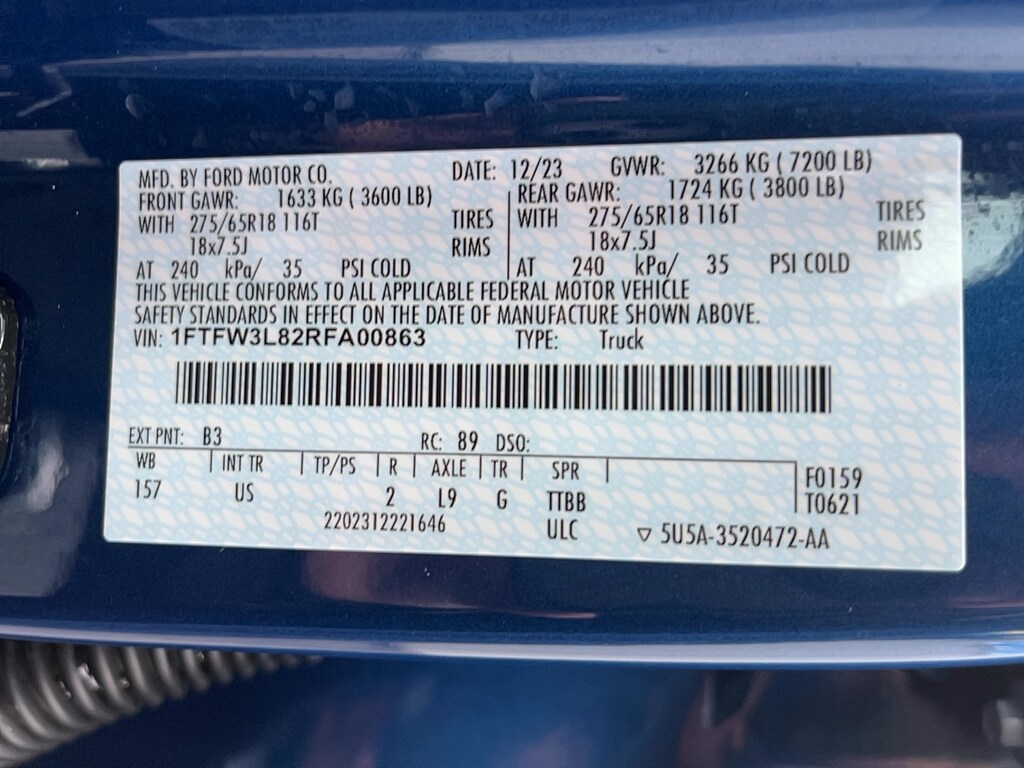 MFD. BY FORD MOTOR CO. DATE: 12/23 GVWR: 3266 KG ( 7200 LB)
FRONT GAWR: 1633 KG ( 3600 LB) REAR GAWR: 1724 KG ( 3800 LB)
WITH 275/65R18 116T TIRES WITH 275/65R18 116T TIRES
18x7.5J RIMS 18x7.5J RIMS
AT 240 kPa/ 35 PSI COLD AT 240 kPa/ 35 PSI COLD
THIS VEHICLE CONFORMS TO ALL APPLICABLE FEDERAL MOTOR VEHICLE
SAFETY STANDARDS IN EFFECT ON THE DATE OF MANUFACTURE SHOWN ABOVE.
VIN: 1FTFW3L82RFA00863 TYPE: Truck
EXT PNT: B3 RC: 89 DSO:
WB INT TR TP/PS R AXLE TR SPR F0159
157 US 2 L9 G TTBB T0621
2202312221646 ULC ▽ 5U5A-3520472-AA